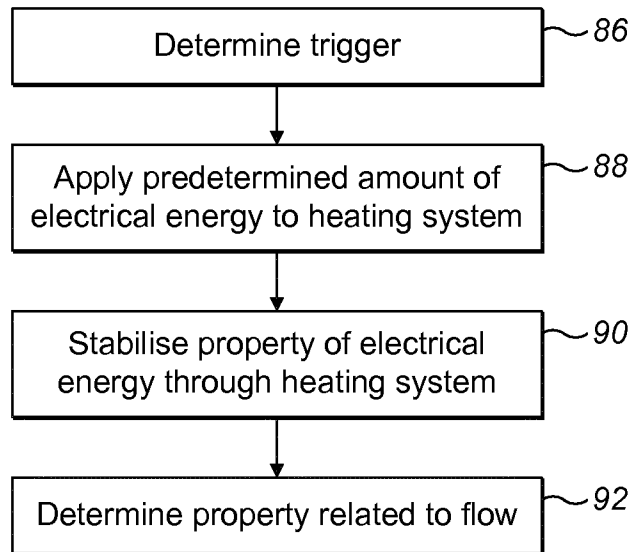 Determine trigger
86
Apply predetermined amount of
electrical energy to heating system
88
Stabilise property of electrical
energy through heating system
90
Determine property related to flow
92